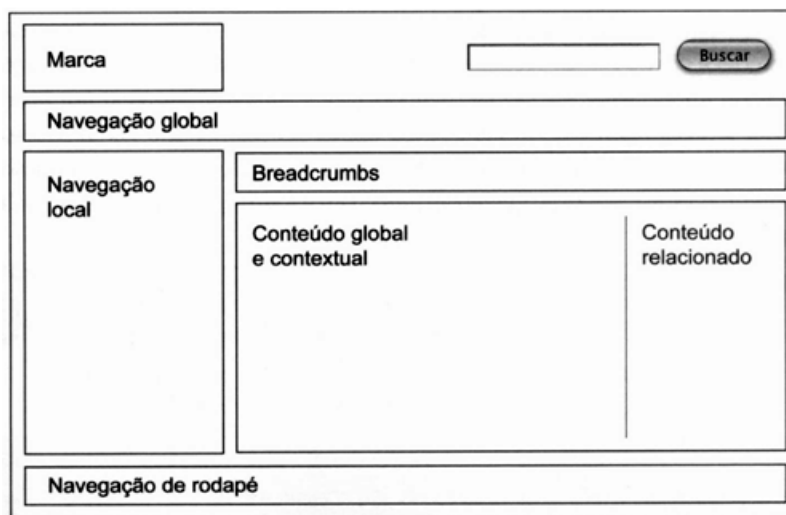 Marca
Buscar
Navegação global
Navegação
local
Breadcrumbs
Conteúdo global
e contextual
Conteúdo
relacionado
Navegação de rodapé